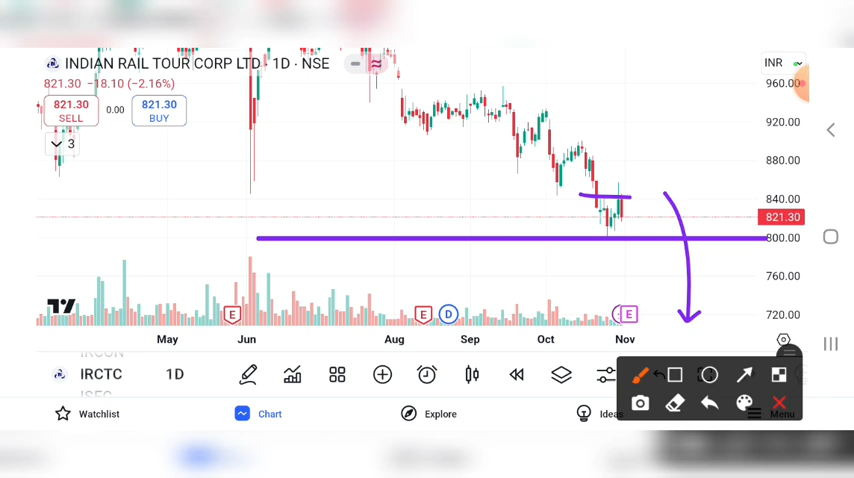 INDIAN RAIL TOUR CORP LTD · 1D · NSE
INR
821.30 −18.10 (−2.16%)
960.00
821.30
SELL
0.00
821.30
BUY
920.00
3
880.00
840.00
821.30
800.00
760.00
E
E
D
E
720.00
May
Jun
Aug
Sep
Oct
Nov
IRCON
IRCTC
1D
ISEC
Watchlist
Chart
Explore
Ideas
Menu